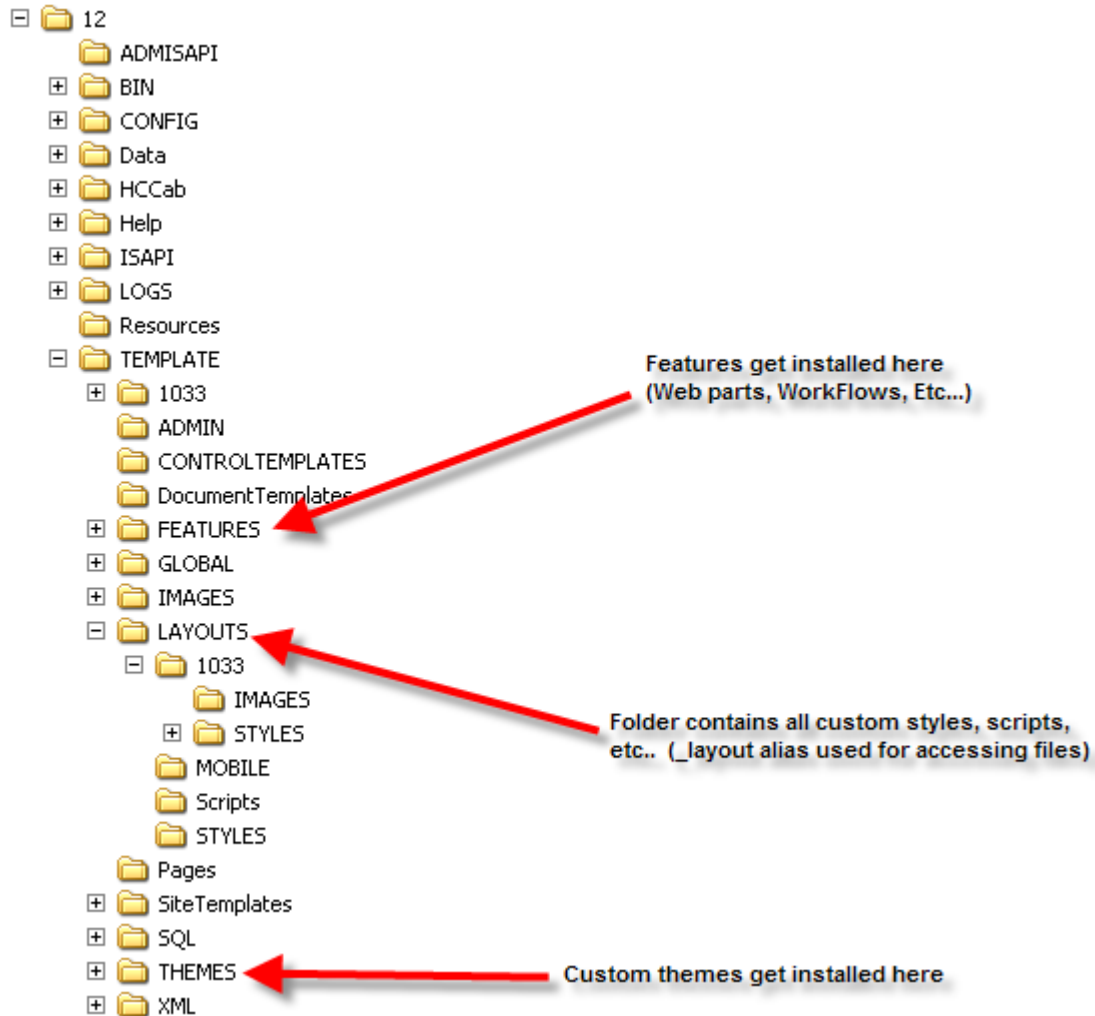 12
ADMISAPI
BIN
CONFIG
Data
HCCab
Help
ISAPI
LOGS
Resources
TEMPLATE
Features get installed here
(Web parts, WorkFlows, Etc...)
1033
ADMIN
CONTROLTEMPLATES
DocumentTemplates
FEATURES
GLOBAL
IMAGES
LAYOUTS
1033
IMAGES
STYLES
Folder contains all custom styles, scripts,
etc.. (_layout alias used for accessing files)
MOBILE
Scripts
STYLES
Pages
SiteTemplates
SQL
THEMES
Custom themes get installed here
XML